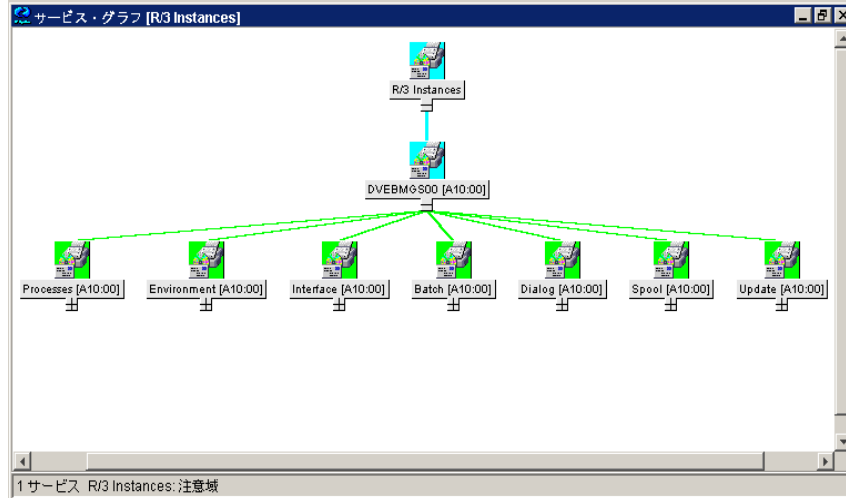 サービス・グラフ [R/3 Instances]
R/3 Instances
DVEBMGS00 [A10:00]
Processes [A10:00]
Environment [A10:00]
Interface [A10:00]
Batch [A10:00]
Dialog [A10:00]
Spool [A10:00]
Update [A10:00]
1 サービス R/3 Instances: 注意域